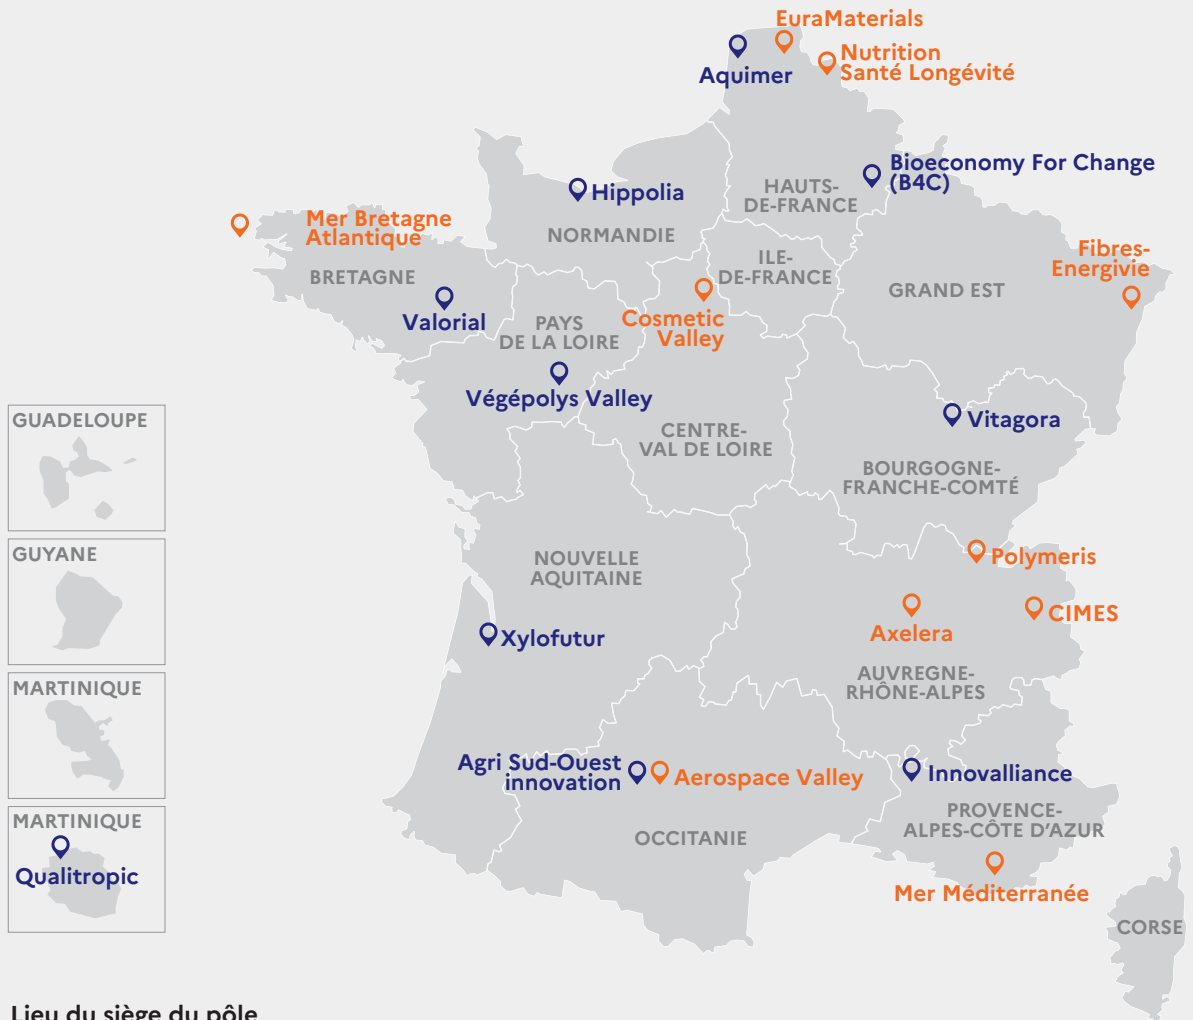 EuraMaterials
Nutrition
Santé Longévité
Aquimer
Bioeconomy For Change
(B4C)
HAUTS-
DE-FRANCE
Hippolia
NORMANDIE
Mer Bretagne
Atlantique
BRETAGNE
ILE-
DE-FRANCE
Fibres-
Energivie
GRAND EST
Valorial
PAYS
DE LA LOIRE
Cosmetic
Valley
Végépolys Valley
CENTRE-
VAL DE LOIRE
Vitagora
BOURGOGNE-
FRANCHE-COMTÉ
GUADELOUPE
GUYANE
NOUVELLE
AQUITAINE
Polymeris
CIMES
Axelera
Xylofutur
AUVREGNE-
RHÔNE-ALPES
MARTINIQUE
Agri Sud-Ouest
innovation
Aerospace Valley
Innovalliance
PROVENCE-
ALPES-CÔTE D'AZUR
OCCITANIE
MARTINIQUE
Qualitropic
Mer Méditerranée
CORSE
Lieu du siège du pôle